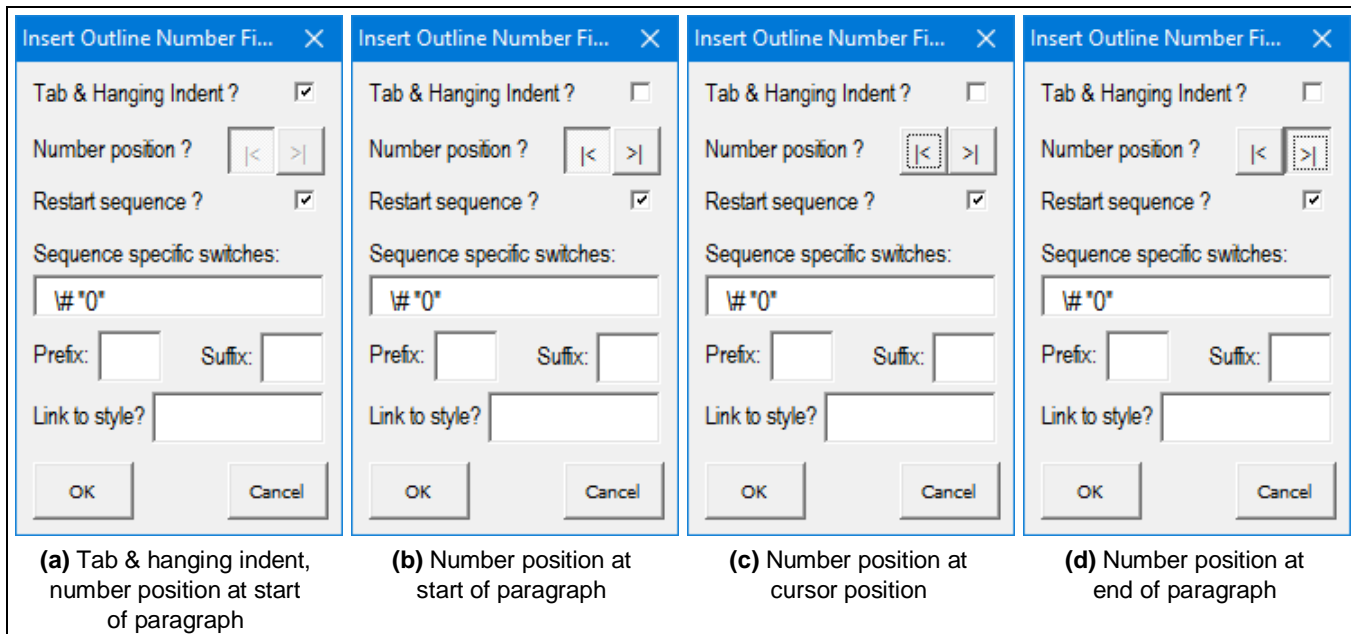 Insert Outline Number Fi...
Tab & Hanging Indent ?
Number position ? |< >|
Restart sequence ?
Sequence specific switches:
\# "0"
Prefix: Suffix:
Link to style?
OK Cancel
(a) Tab & hanging indent,
number position at start
of paragraph
Insert Outline Number Fi...
Tab & Hanging Indent ?
Number position ? |< >|
Restart sequence ?
Sequence specific switches:
\# "0"
Prefix: Suffix:
Link to style?
OK Cancel
(b) Number position at
start of paragraph
Insert Outline Number Fi...
Tab & Hanging Indent ?
Number position ? |< >|
Restart sequence ?
Sequence specific switches:
\# "0"
Prefix: Suffix:
Link to style?
OK Cancel
(c) Number position at
cursor position
Insert Outline Number Fi...
Tab & Hanging Indent ?
Number position ? |< >|
Restart sequence ?
Sequence specific switches:
\# "0"
Prefix: Suffix:
Link to style?
OK Cancel
(d) Number position at
end of paragraph